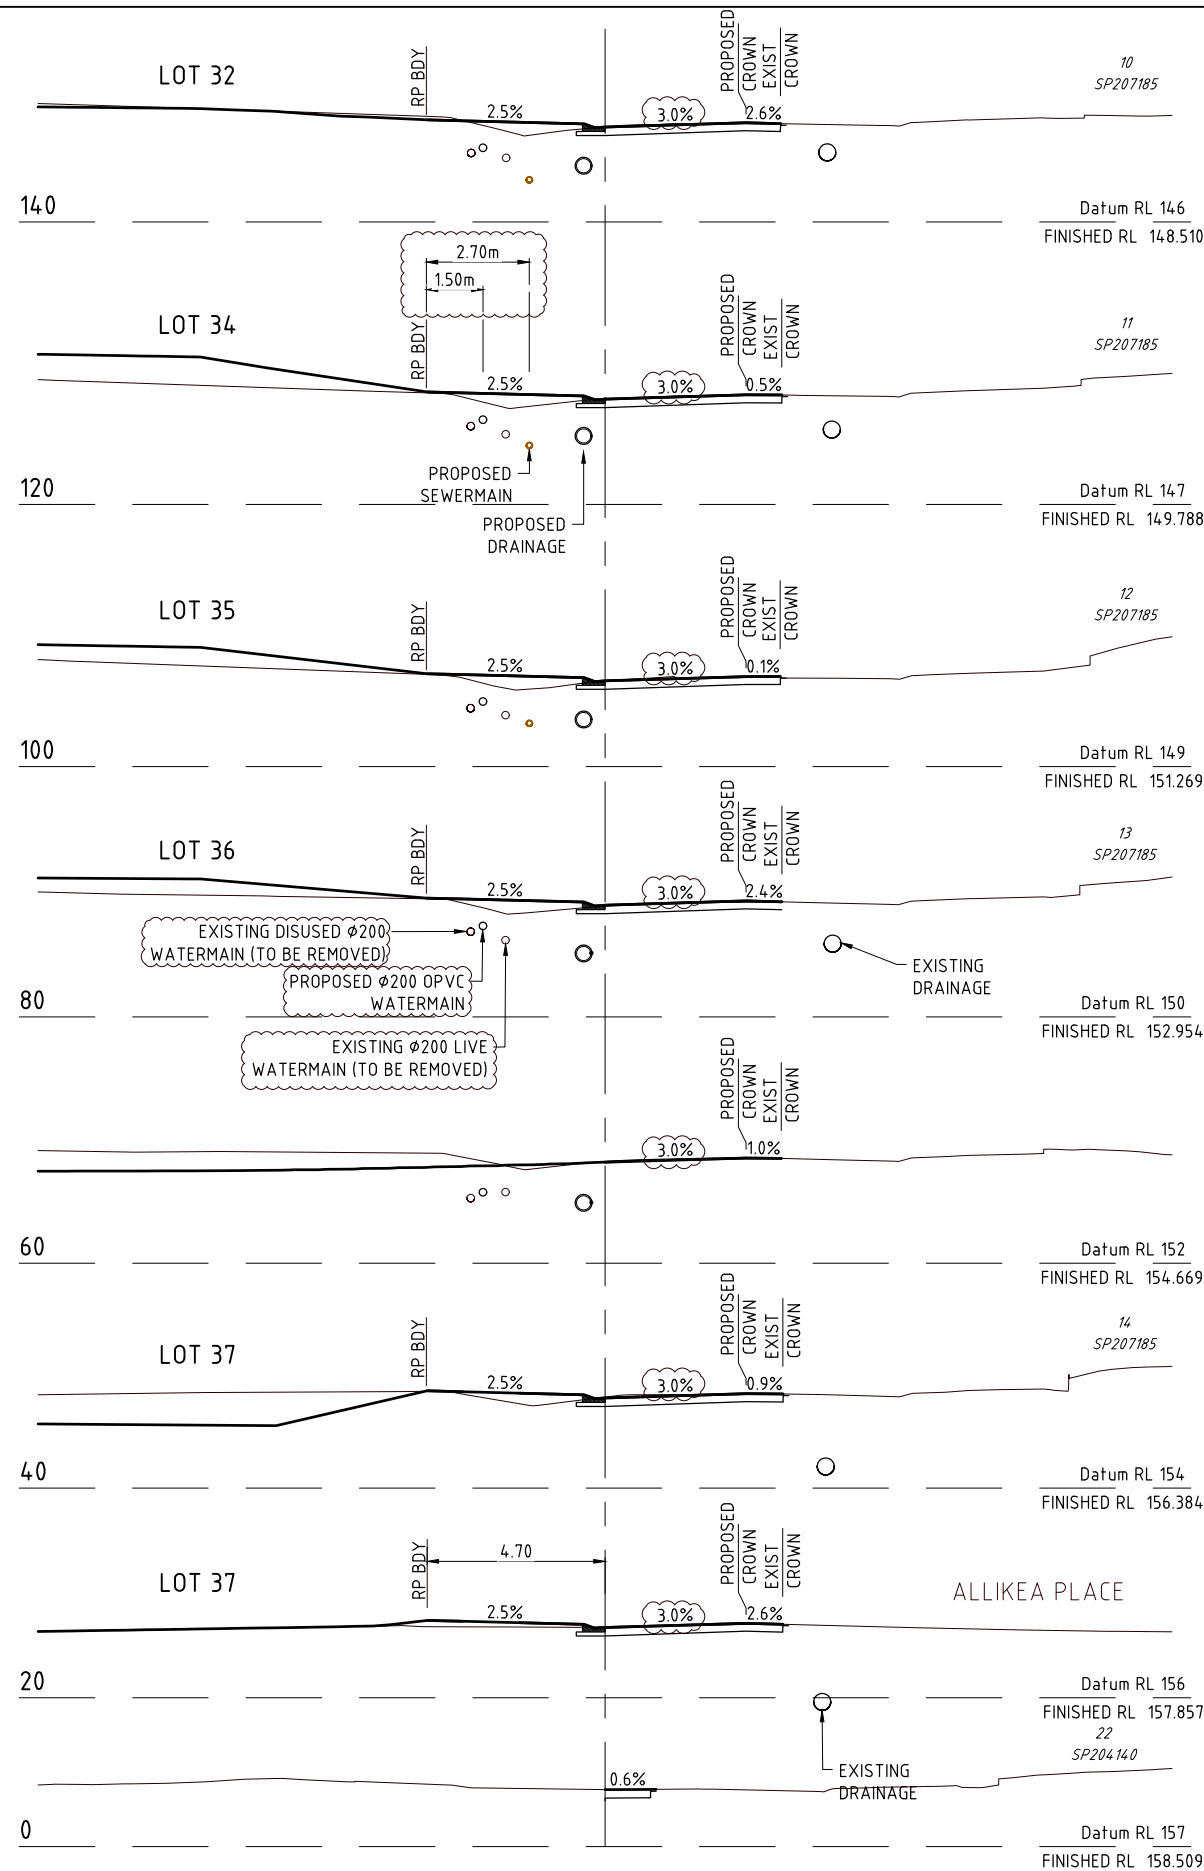 LOT 32
RP BDY
2.5%
3.0%
PROPOSED
CROWN
EXIST
CROWN
2.6%
10
SP207185
140
Datum RL 146
FINISHED RL 148.510
2.70m
1.50m
LOT 34
RP BDY
2.5%
3.0%
PROPOSED
CROWN
EXIST
CROWN
0.5%
11
SP207185
PROPOSED
SEWERMAIN
PROPOSED
DRAINAGE
120
Datum RL 147
FINISHED RL 149.788
LOT 35
RP BDY
2.5%
3.0%
PROPOSED
CROWN
EXIST
CROWN
0.1%
12
SP207185
100
Datum RL 149
FINISHED RL 151.269
LOT 36
RP BDY
2.5%
3.0%
PROPOSED
CROWN
EXIST
CROWN
2.4%
13
SP207185
EXISTING DISUSED Ø200
WATERMAIN (TO BE REMOVED)
PROPOSED Ø200 OPVC
WATERMAIN
EXISTING Ø200 LIVE
WATERMAIN (TO BE REMOVED)
EXISTING
DRAINAGE
80
Datum RL 150
FINISHED RL 152.954
3.0%
PROPOSED
CROWN
EXIST
CROWN
1.0%
60
Datum RL 152
FINISHED RL 154.669
LOT 37
RP BDY
2.5%
3.0%
PROPOSED
CROWN
EXIST
CROWN
0.9%
14
SP207185
40
Datum RL 154
FINISHED RL 156.384
LOT 37
RP BDY
4.70
2.5%
3.0%
PROPOSED
CROWN
EXIST
CROWN
2.6%
ALLIKEA PLACE
20
Datum RL 156
FINISHED RL 157.857
22
SP204140
0.6%
EXISTING
DRAINAGE
0
Datum RL 157
FINISHED RL 158.509